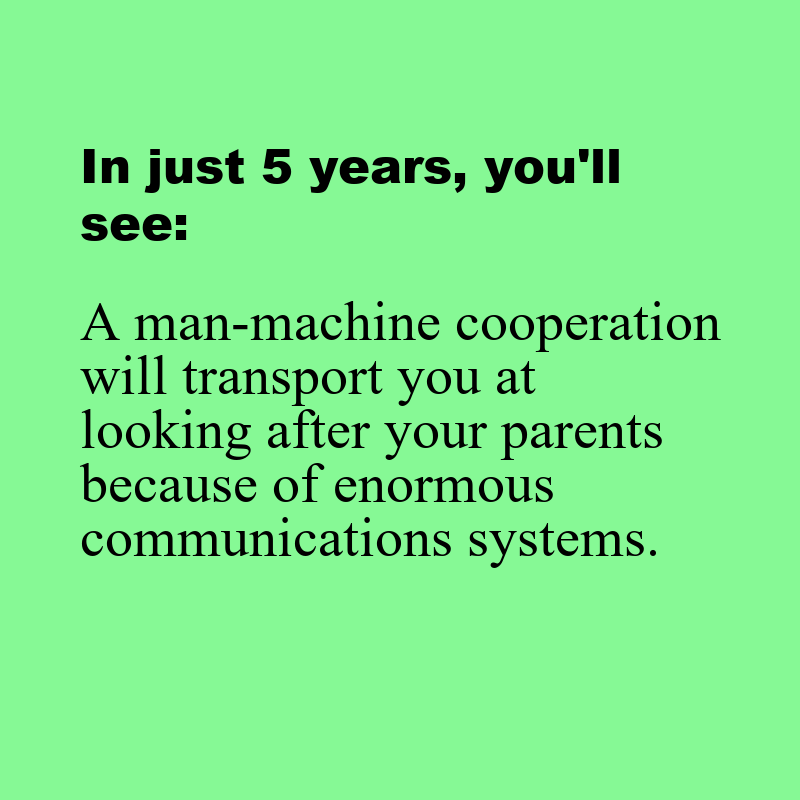 In just 5 years, you'll
see:
A man-machine cooperation
will transport you at
looking after your parents
because of enormous
communications systems.